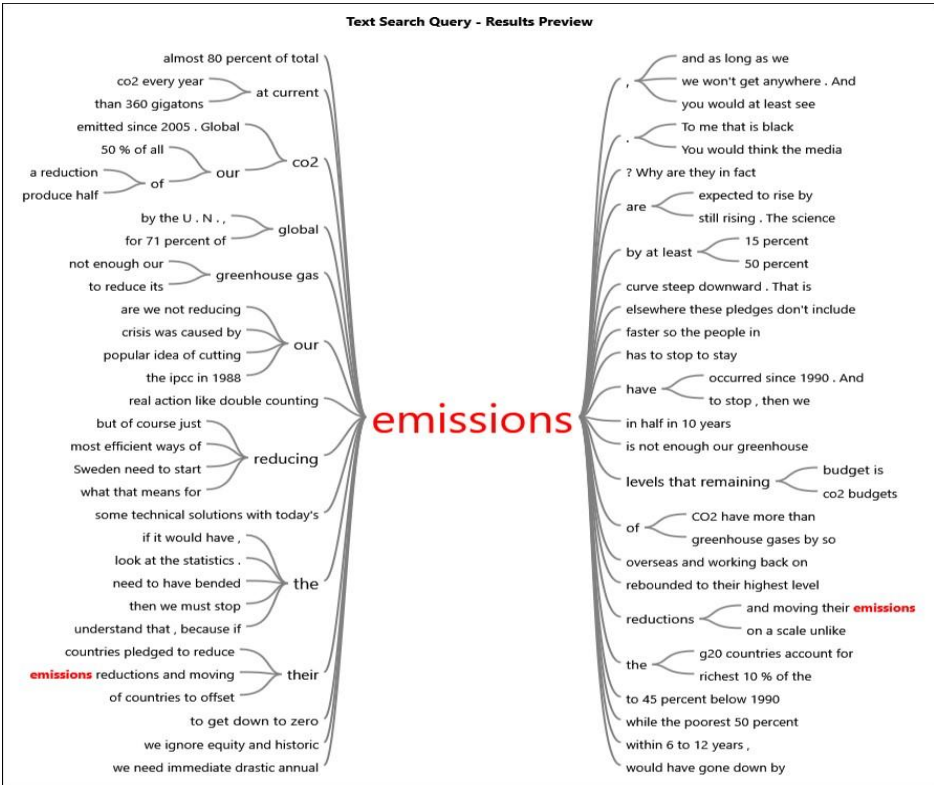 Text Search Query - Results Preview
almost 80 percent of total
co2 every year
than 360 gigatons
at current
emitted since 2005 . Global
50 % of all
a reduction
produce half
of
our
co2
by the U . N . ,
for 71 percent of
global
not enough our
to reduce its
greenhouse gas
are we not reducing
crisis was caused by
popular idea of cutting
the ipcc in 1988
our
real action like double counting
but of course just
most efficient ways of
Sweden need to start
what that means for
reducing
some technical solutions with today's
if it would have ,
look at the statistics .
need to have bended
then we must stop
understand that , because if
the
countries pledged to reduce
emissions reductions and moving
of countries to offset
their
to get down to zero
we ignore equity and historic
we need immediate drastic annual
emissions
,
and as long as we
we won't get anywhere . And
you would at least see
.
To me that is black
You would think the media
? Why are they in fact
are
expected to rise by
still rising . The science
by at least
15 percent
50 percent
curve steep downward . That is
elsewhere these pledges don't include
faster so the people in
has to stop to stay
have
occurred since 1990 . And
to stop , then we
in half in 10 years
is not enough our greenhouse
levels that remaining
budget is
co2 budgets
of
CO2 have more than
greenhouse gases by so
overseas and working back on
rebounded to their highest level
reductions
and moving their emissions
on a scale unlike
the
g20 countries account for
richest 10 % of the
to 45 percent below 1990
while the poorest 50 percent
within 6 to 12 years ,
would have gone down by